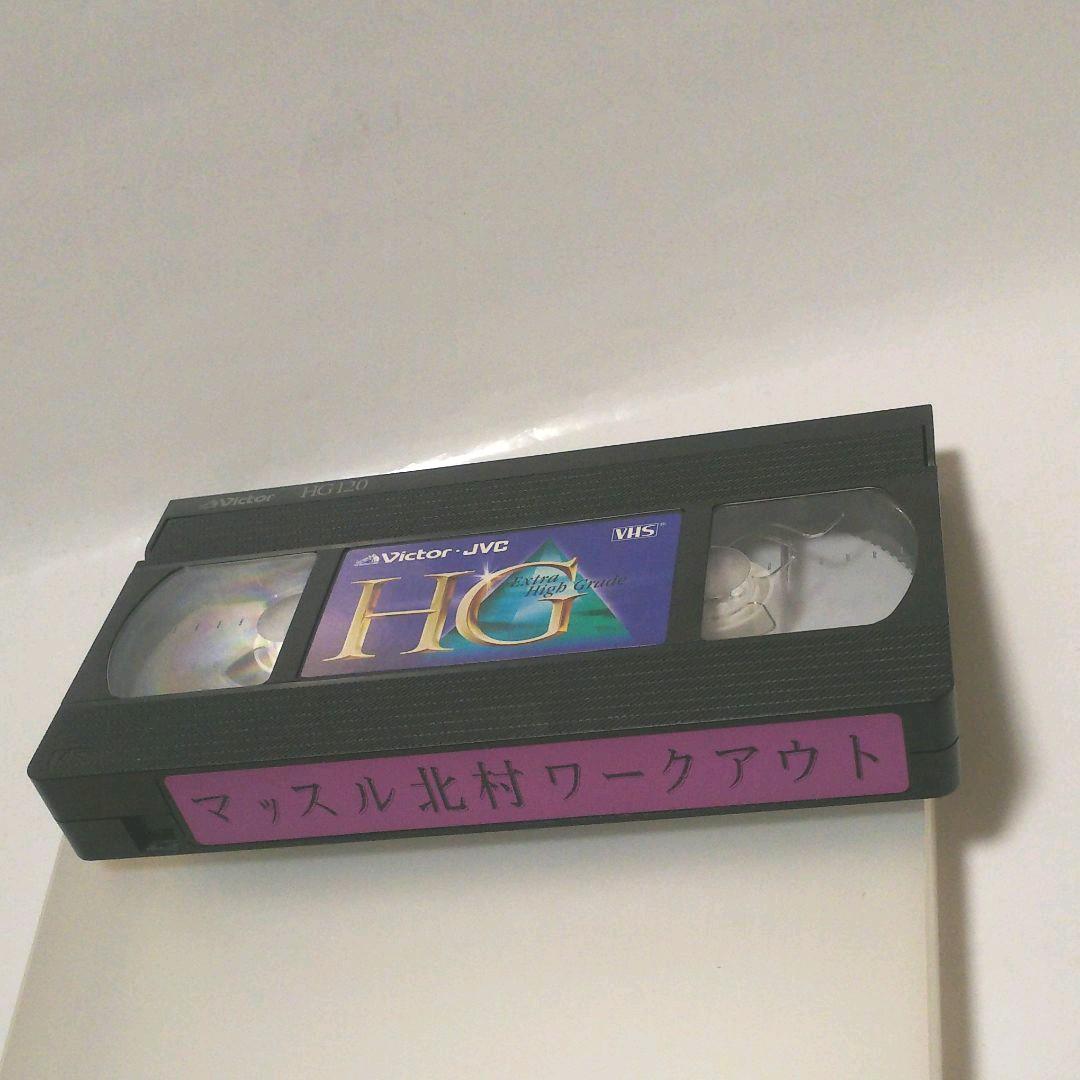 Victor HG120
Victor・JVC
VHS
HG
Extra
High Grade
マッスル北村ワークアウト